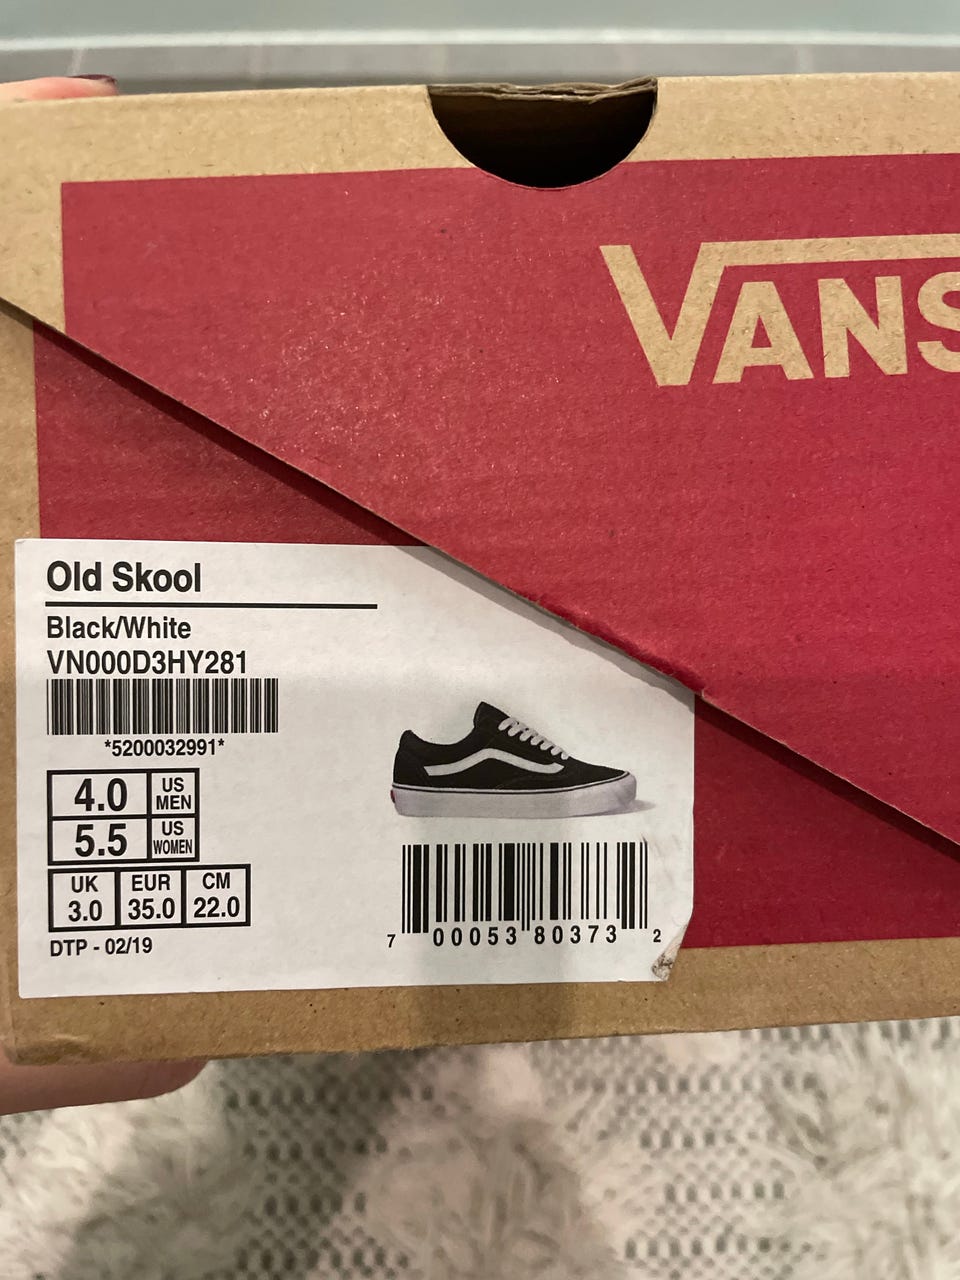 VANS
Old Skool
Black/White
VN000D3HY281
*5200032991*
4.0 US MEN
5.5 US WOMEN
UK EUR CM
3.0 35.0 22.0
DTP - 02/19
7 00053 80373 2